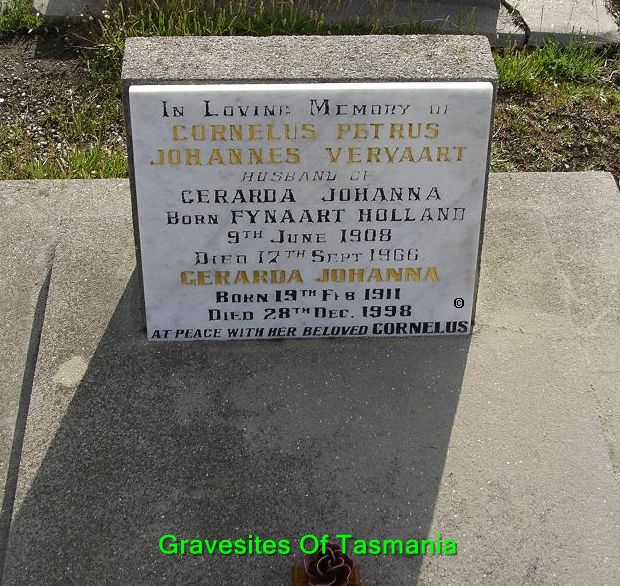 In Loving Memory of
CORNELUS PETRUS
JOHANNES VERVAART
HUSBAND OF
GERARDA JOHANNA
Born FYNAART HOLLAND
9TH June 1908
Died 17TH Sept 1966
GERARDA JOHANNA
Born 19TH Feb 1911
Died 28TH Dec. 1998
©
AT PEACE WITH HER BELOVED CORNELUS
Gravesites Of Tasmania